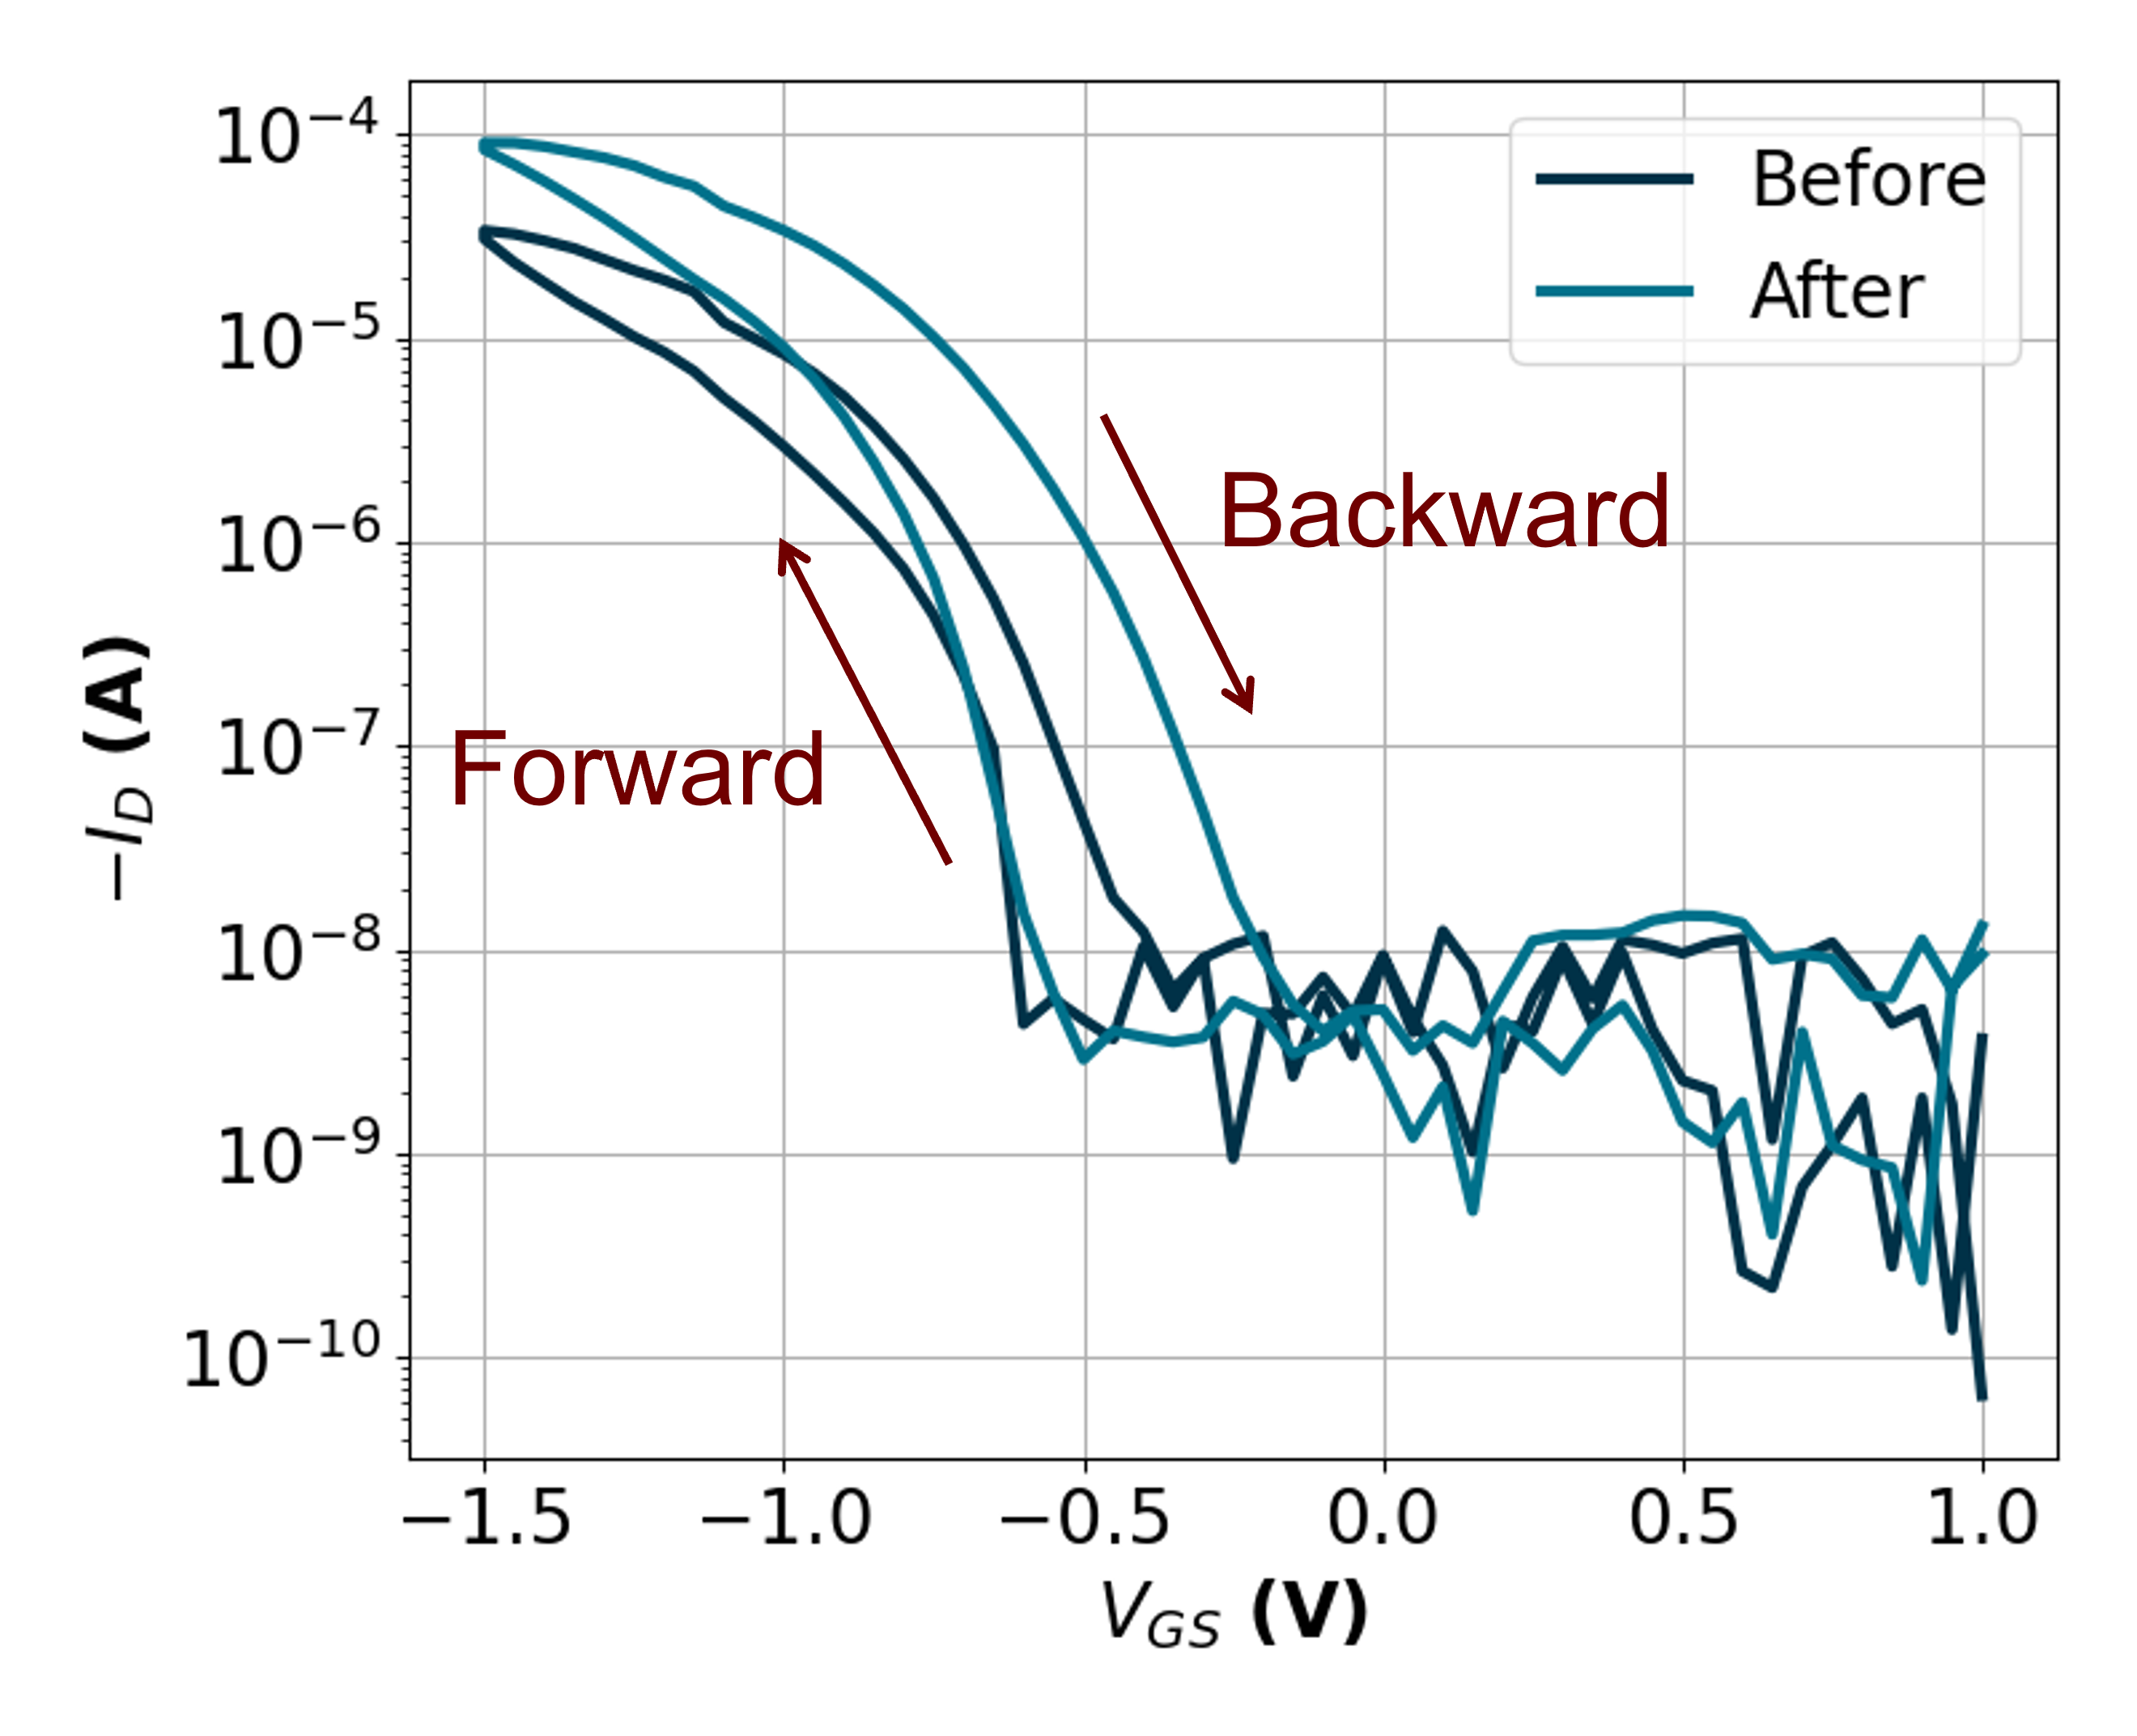 10⁻⁴
10⁻⁵
10⁻⁶
10⁻⁷
10⁻⁸
10⁻⁹
10⁻¹⁰
−I_D (A)
Before
After
Backward
Forward
−1.5 −1.0 −0.5 0.0 0.5 1.0
V_GS (V)